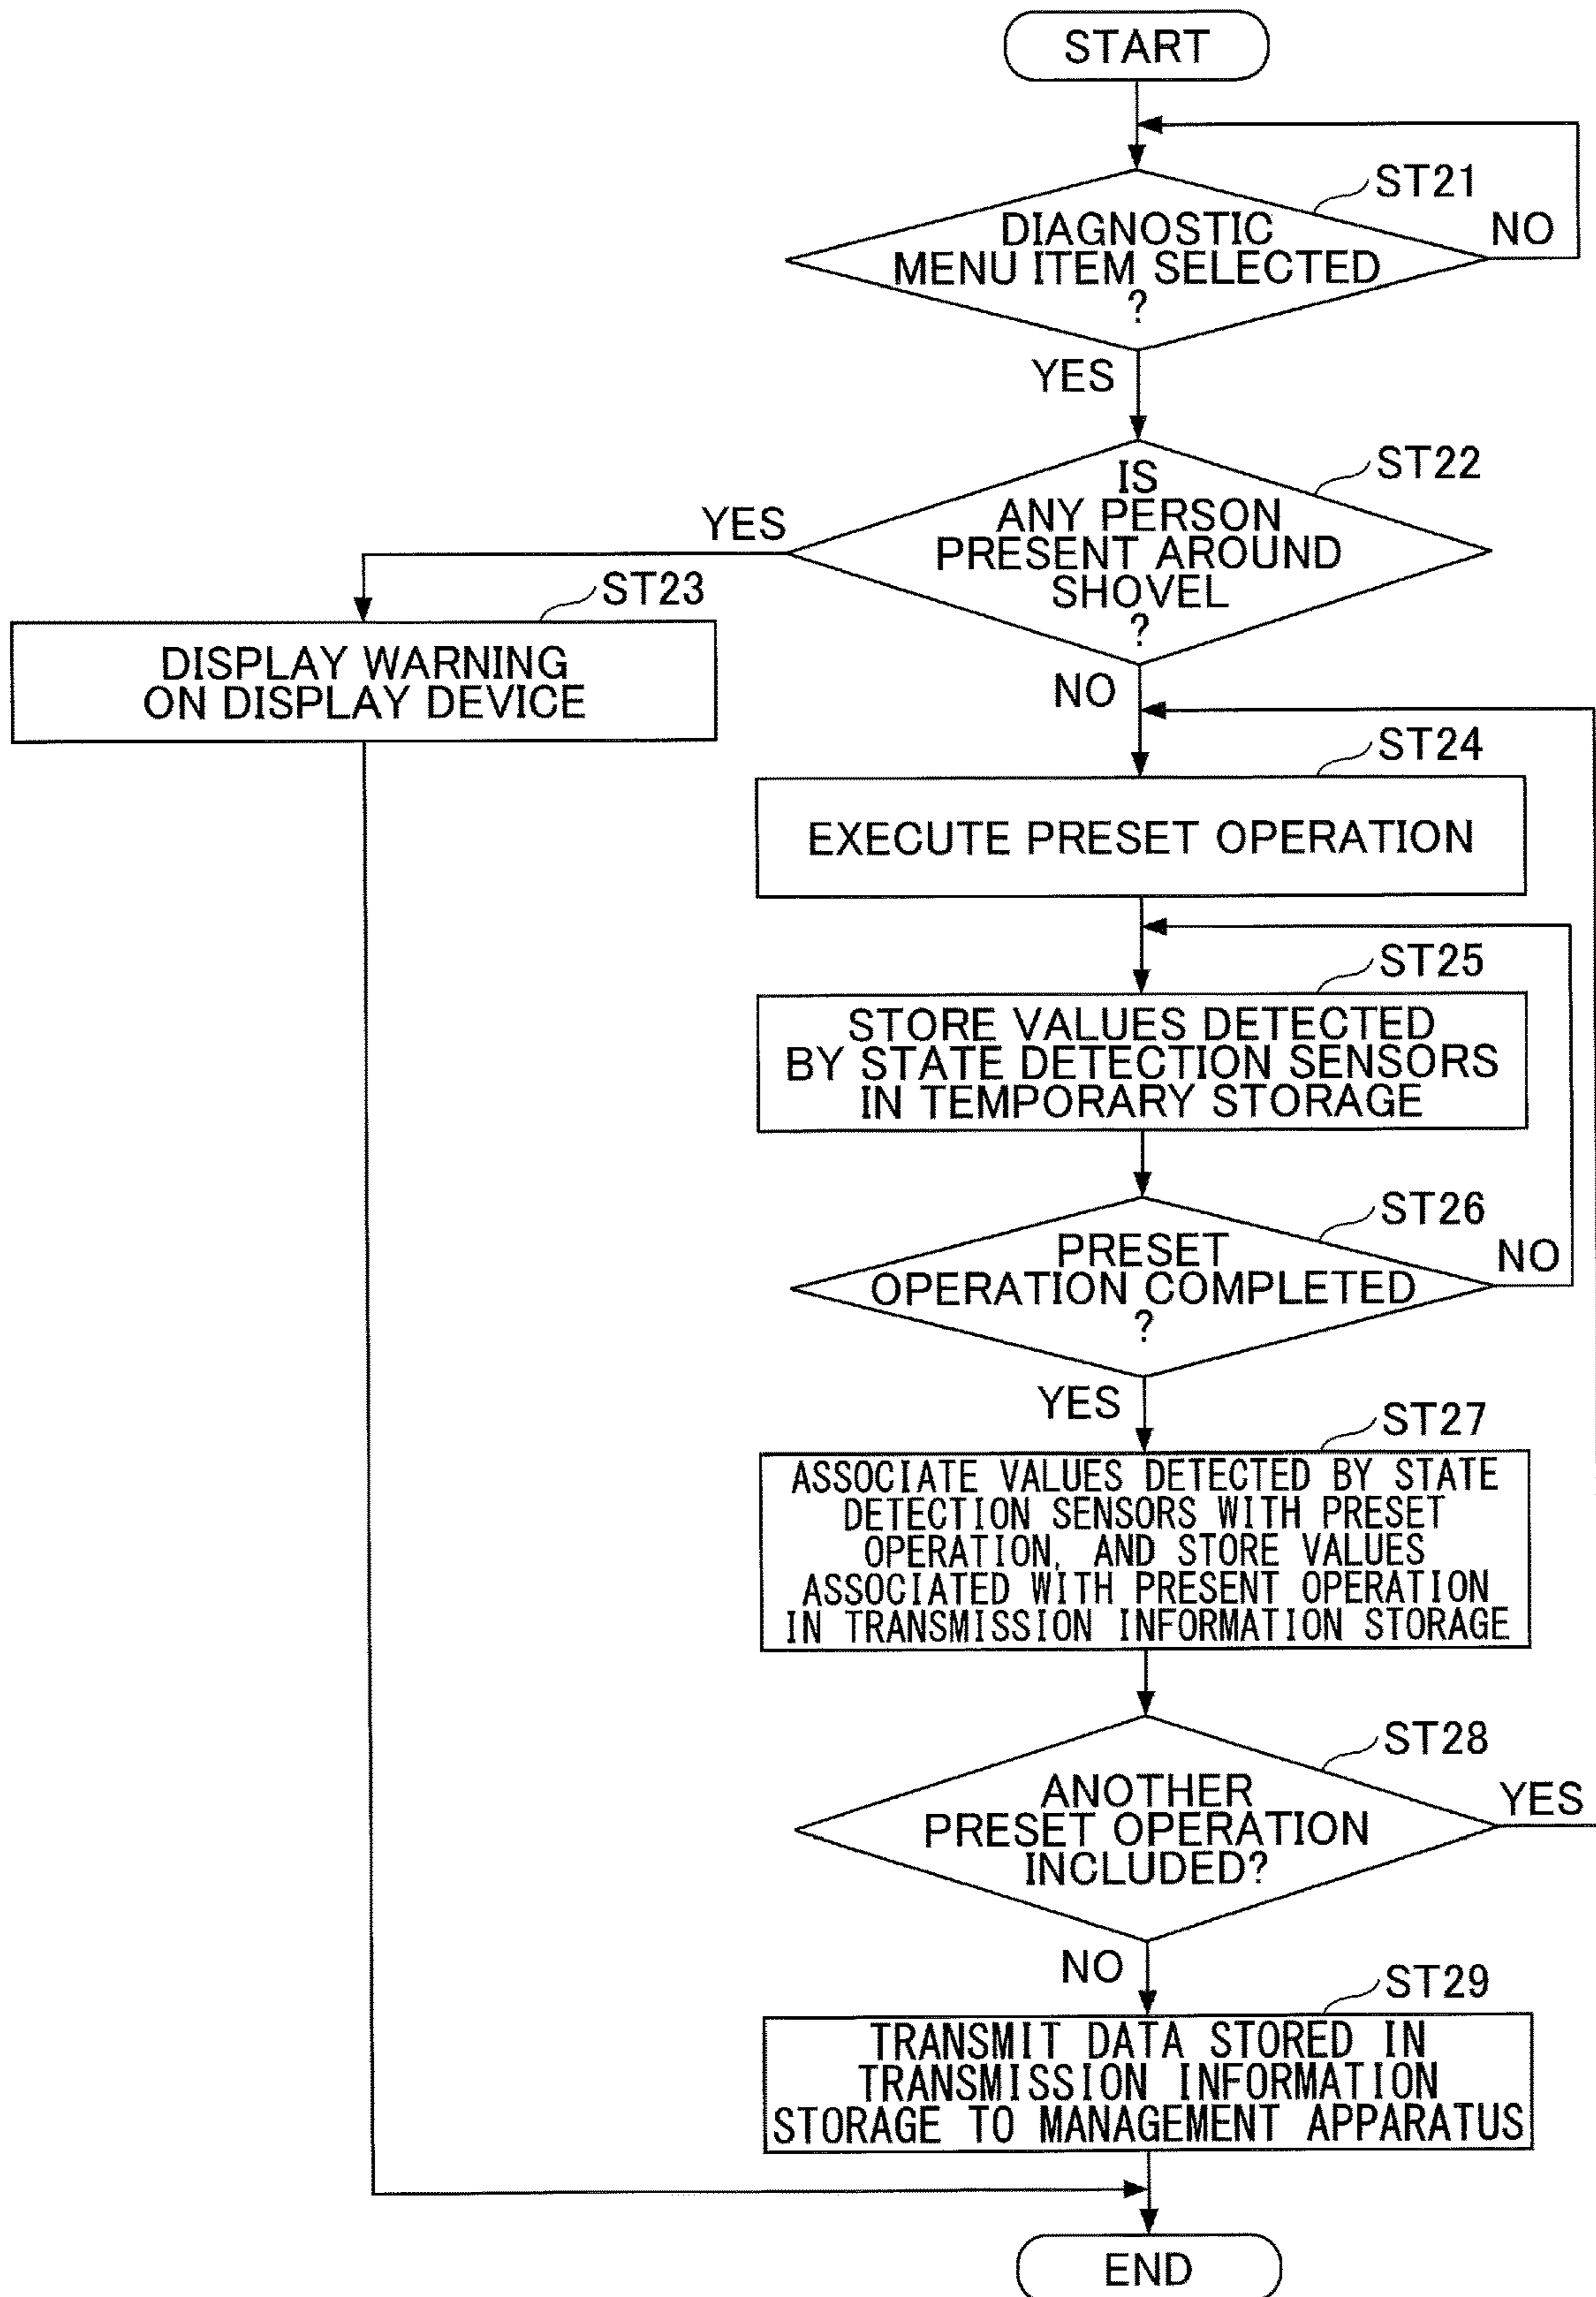 START
ST21
DIAGNOSTIC
MENU ITEM SELECTED
?
NO
YES
ST22
IS
ANY PERSON
PRESENT AROUND
SHOVEL
?
YES
NO
ST23
DISPLAY WARNING
ON DISPLAY DEVICE
ST24
EXECUTE PRESET OPERATION
ST25
STORE VALUES DETECTED
BY STATE DETECTION SENSORS
IN TEMPORARY STORAGE
ST26
PRESET
OPERATION COMPLETED
?
NO
YES
ST27
ASSOCIATE VALUES DETECTED BY STATE
DETECTION SENSORS WITH PRESET
OPERATION, AND STORE VALUES
ASSOCIATED WITH PRESENT OPERATION
IN TRANSMISSION INFORMATION STORAGE
ST28
ANOTHER
PRESET OPERATION
INCLUDED?
YES
NO
ST29
TRANSMIT DATA STORED IN
TRANSMISSION INFORMATION
STORAGE TO MANAGEMENT APPARATUS
END